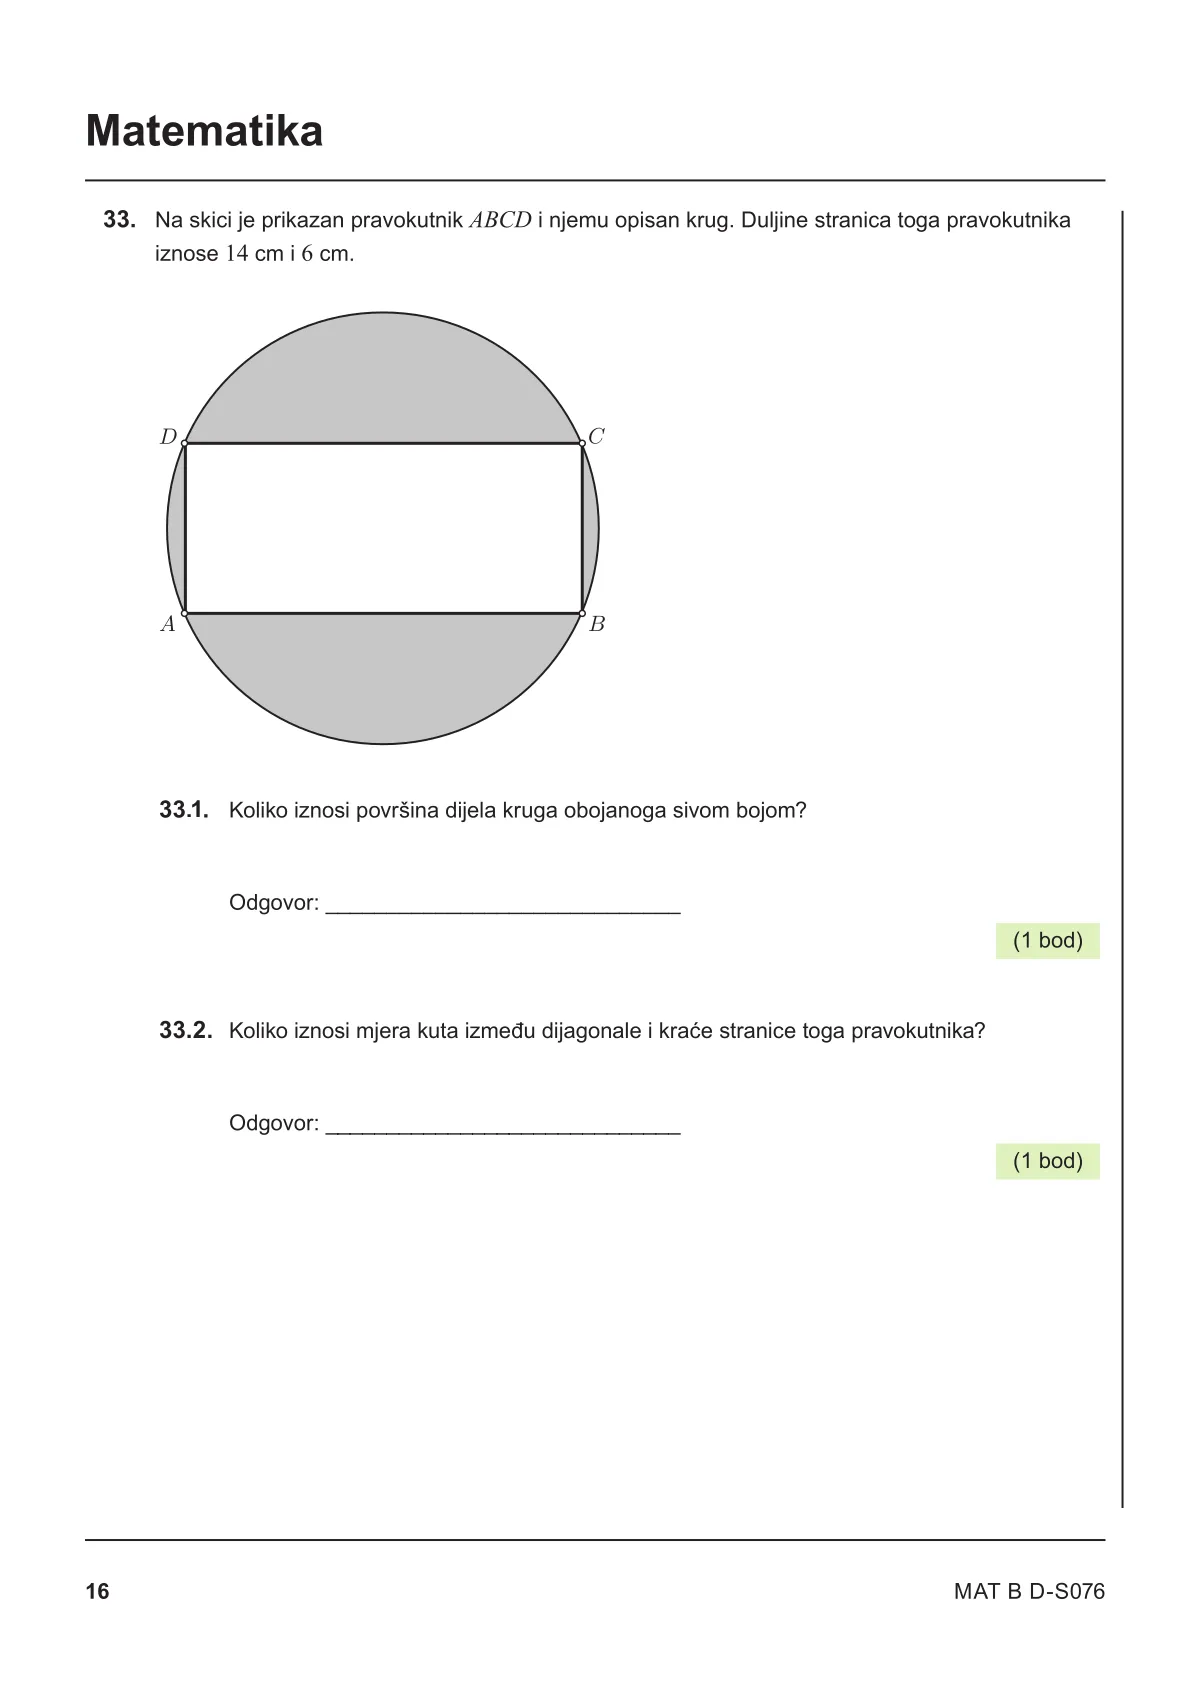 Matematika
33. Na skici je prikazan pravokutnik ABCD i njemu opisan krug. Duljine stranica toga pravokutnika
iznose 14 cm i 6 cm.
D
C
A
B
33.1. Koliko iznosi površina dijela kruga obojanoga sivom bojom?
Odgovor: _____________________________
(1 bod)
33.2. Koliko iznosi mjera kuta između dijagonale i kraće stranice toga pravokutnika?
Odgovor: _____________________________
(1 bod)
16
MAT B D-S076